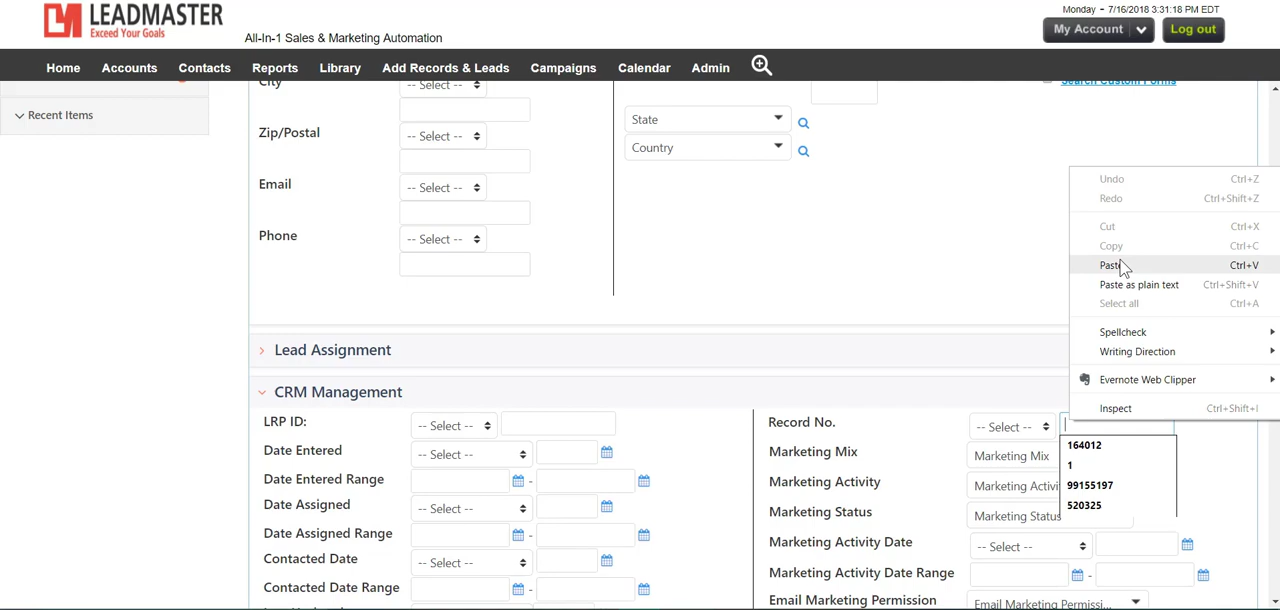 LEADMASTER
Exceed Your Goals
All-In-1 Sales & Marketing Automation
Monday - 7/16/2018 3:31:18 PM EDT
My Account
Log out
Home Accounts Contacts Reports Library Add Records & Leads Campaigns Calendar Admin
Recent Items
City
-- Select --
Zip/Postal
-- Select --
Email
-- Select --
Phone
-- Select --
State
Country
Search Custom Forms
Undo Ctrl+Z
Redo Ctrl+Shift+Z
Cut Ctrl+X
Copy Ctrl+C
Paste Ctrl+V
Paste as plain text Ctrl+Shift+V
Select all Ctrl+A
Spellcheck
Writing Direction
Evernote Web Clipper
Inspect Ctrl+Shift+I
Lead Assignment
CRM Management
LRP ID: -- Select --
Date Entered -- Select --
Date Entered Range -
Date Assigned -- Select --
Date Assigned Range -
Contacted Date -- Select --
Contacted Date Range -
Record No. -- Select --
164012
1
99155197
520325
Marketing Mix Marketing Mix
Marketing Activity Marketing Activi
Marketing Status Marketing Status
Marketing Activity Date -- Select --
Marketing Activity Date Range -
Email Marketing Permission Email Marketing Permissi...